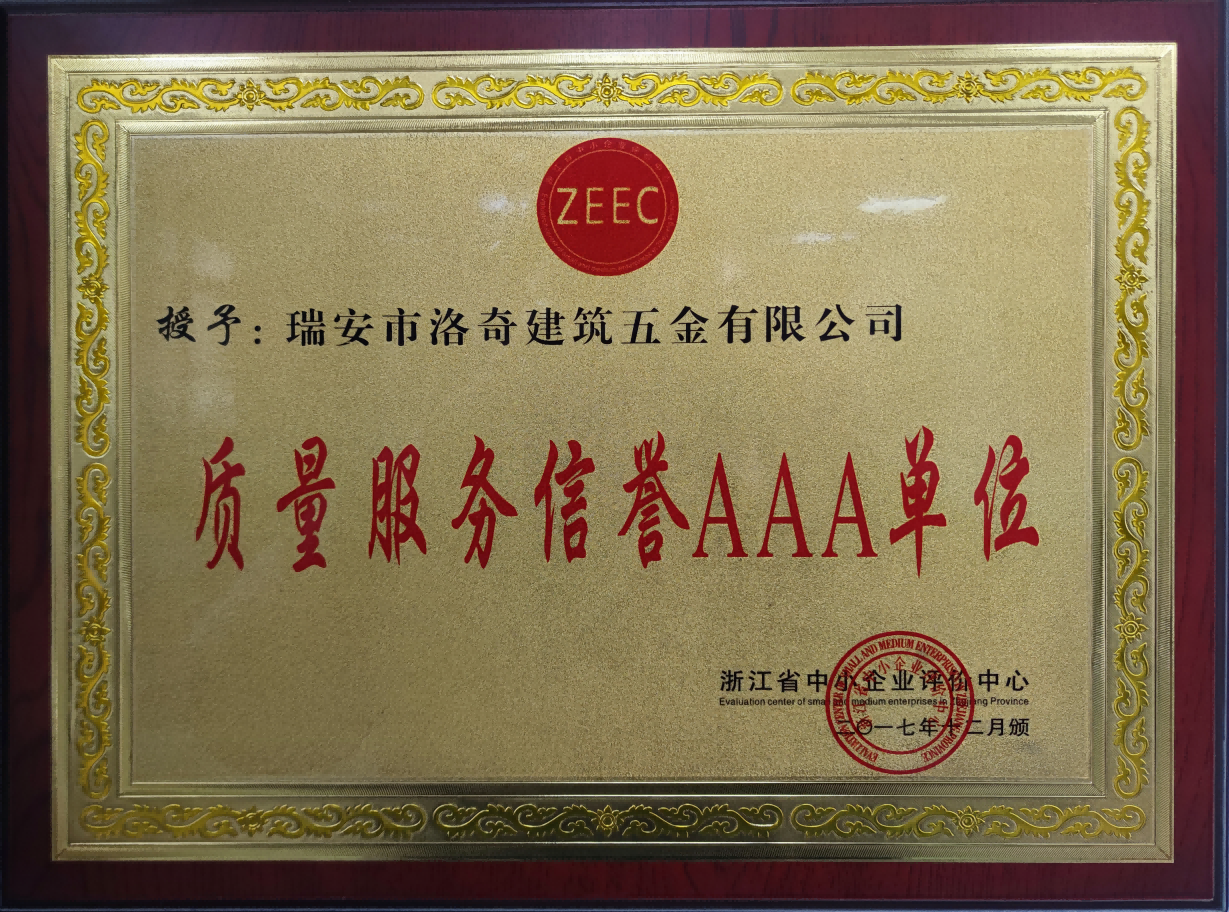 ZEEC
授予：瑞安市洛奇建筑五金有限公司
质量服务信誉AAA单位
浙江省中小企业评价中心
Evaluation center of small and medium enterprises in Zhejiang Province
二〇一七年十二月颁